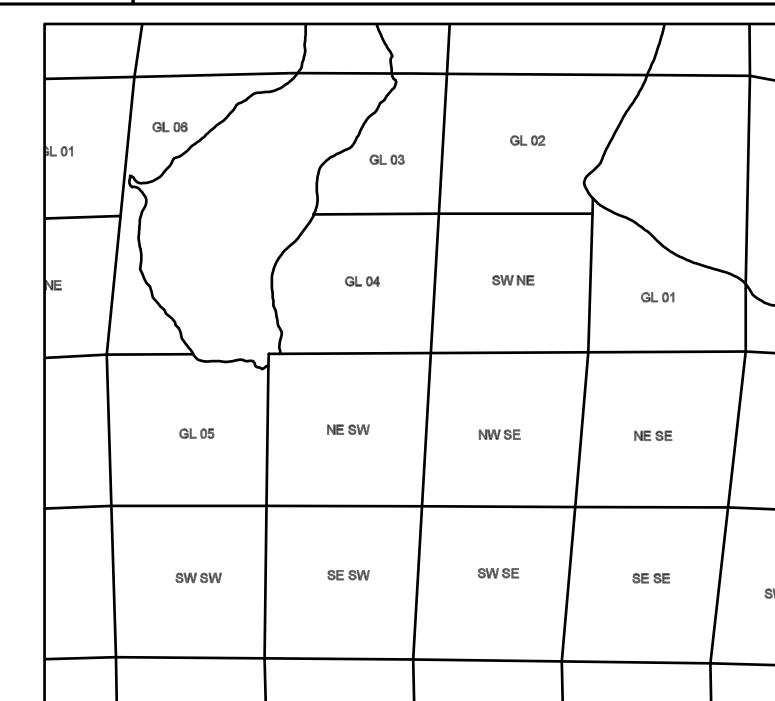 GL 06
GL 01
GL 03
GL 02
NE
GL 04
SW NE
GL 01
GL 05
NE SW
NW SE
NE SE
SW SW
SE SW
SW SE
SE SE